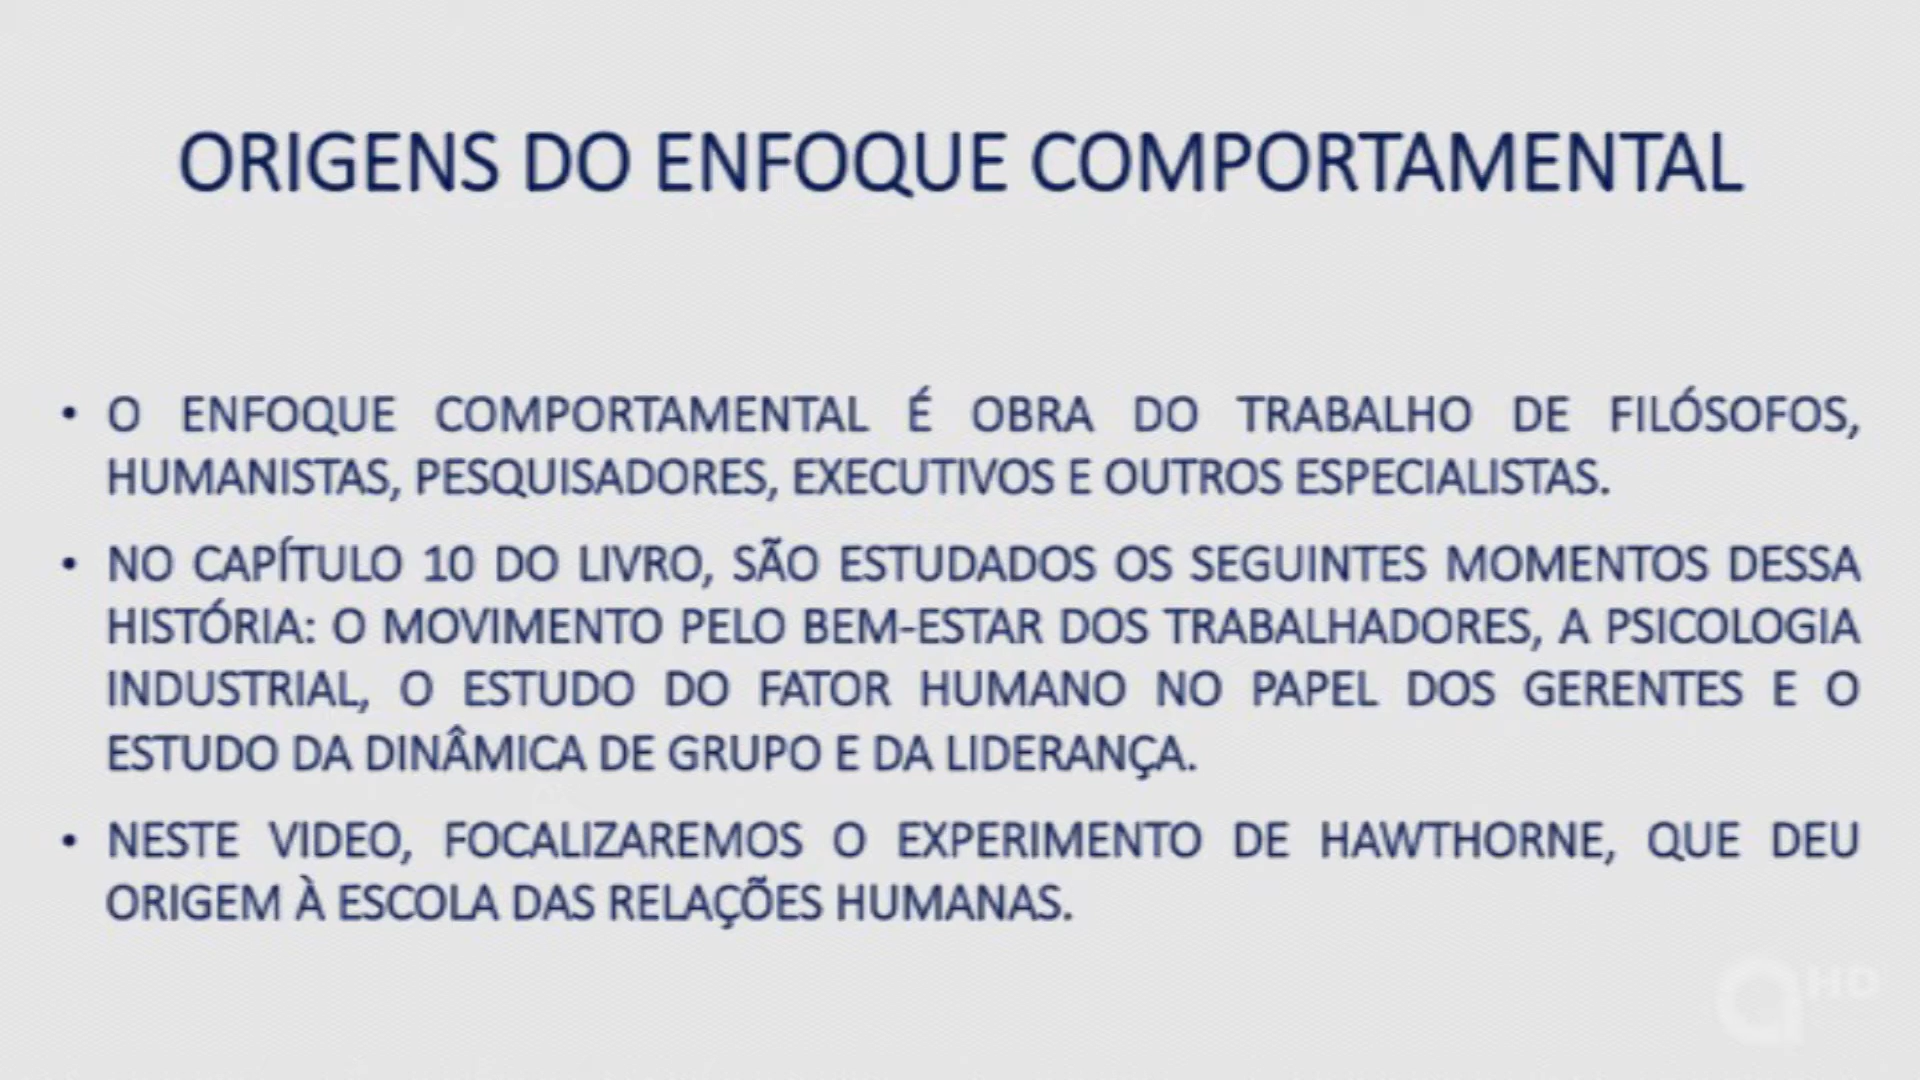 ORIGENS DO ENFOQUE COMPORTAMENTAL
• O ENFOQUE COMPORTAMENTAL É OBRA DO TRABALHO DE FILÓSOFOS,
HUMANISTAS, PESQUISADORES, EXECUTIVOS E OUTROS ESPECIALISTAS.
• NO CAPÍTULO 10 DO LIVRO, SÃO ESTUDADOS OS SEGUINTES MOMENTOS DESSA
HISTÓRIA: O MOVIMENTO PELO BEM-ESTAR DOS TRABALHADORES, A PSICOLOGIA
INDUSTRIAL, O ESTUDO DO FATOR HUMANO NO PAPEL DOS GERENTES E O
ESTUDO DA DINÂMICA DE GRUPO E DA LIDERANÇA.
• NESTE VIDEO, FOCALIZAREMOS O EXPERIMENTO DE HAWTHORNE, QUE DEU
ORIGEM À ESCOLA DAS RELAÇÕES HUMANAS.
HD